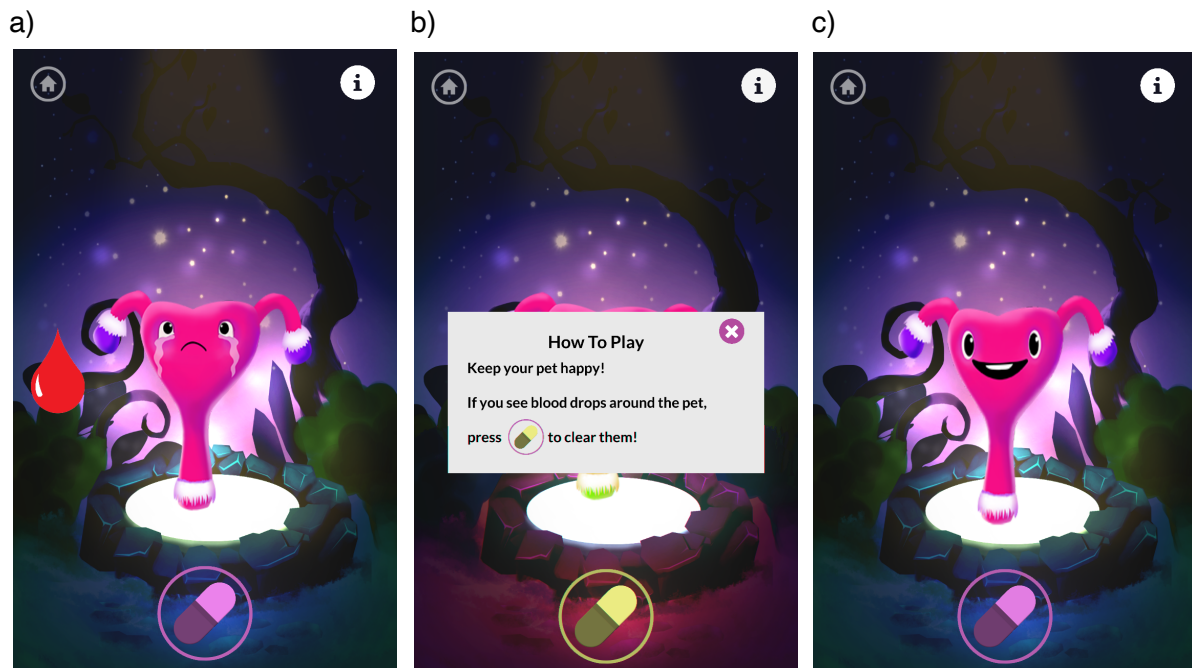 a)
b)
c)
i
i
i
How To Play
Keep your pet happy!
If you see blood drops around the pet,
press to clear them!